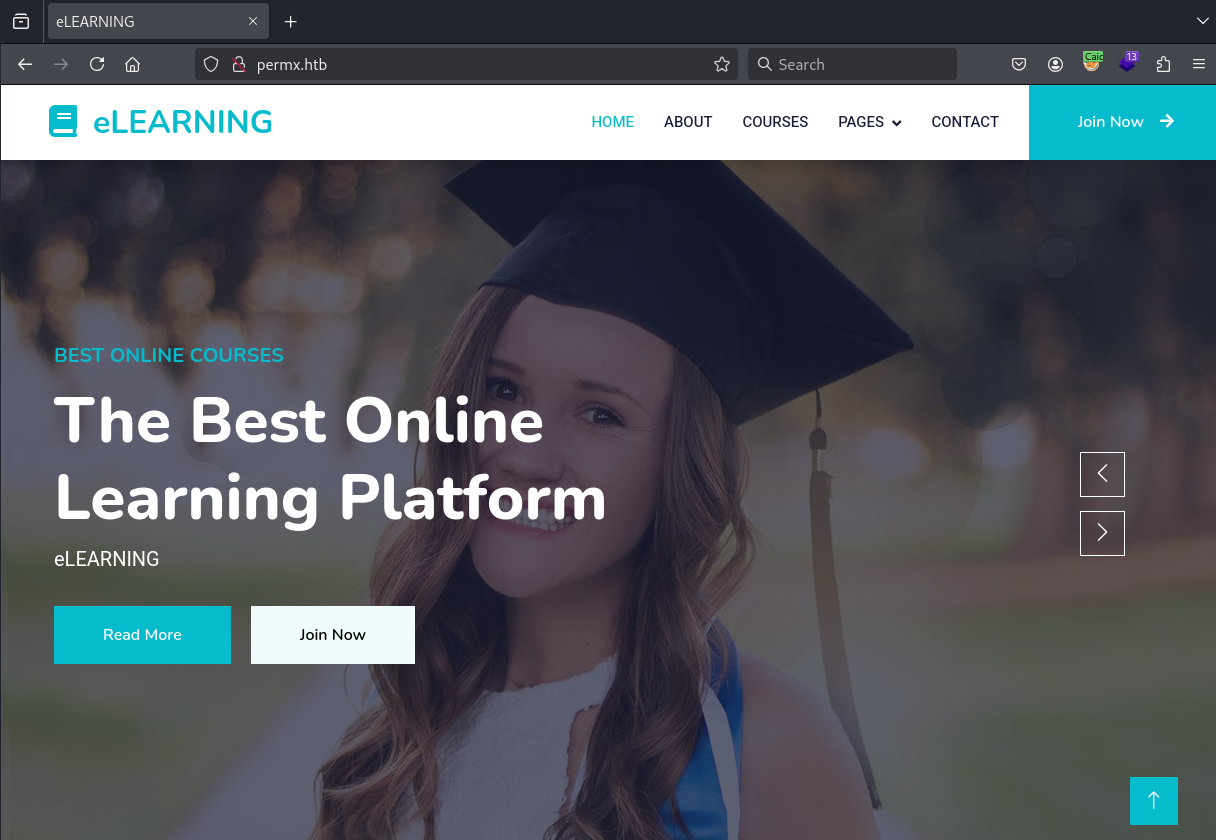 eLEARNING
permx.htb
Search
Caic
13
eLEARNING
HOME
ABOUT
COURSES
PAGES
CONTACT
Join Now
BEST ONLINE COURSES
The Best Online
Learning Platform
eLEARNING
Read More
Join Now